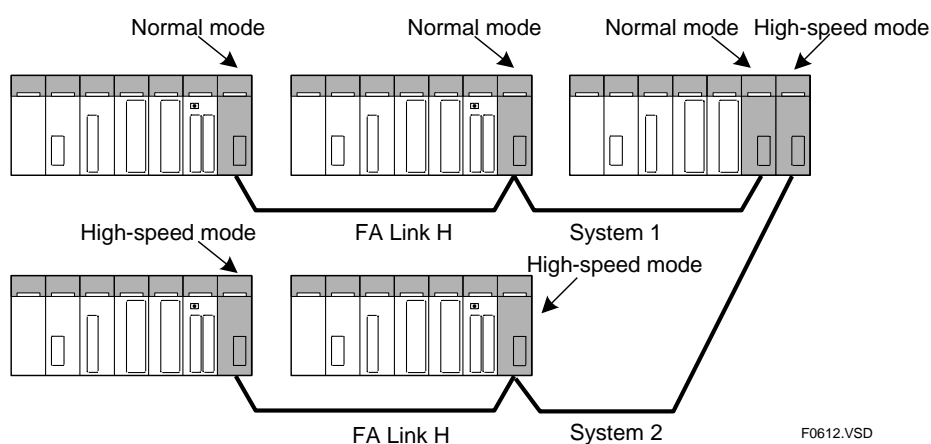 Normal mode
Normal mode
Normal mode
High-speed mode
FA Link H
System 1
High-speed mode
High-speed mode
FA Link H
System 2
F0612.VSD